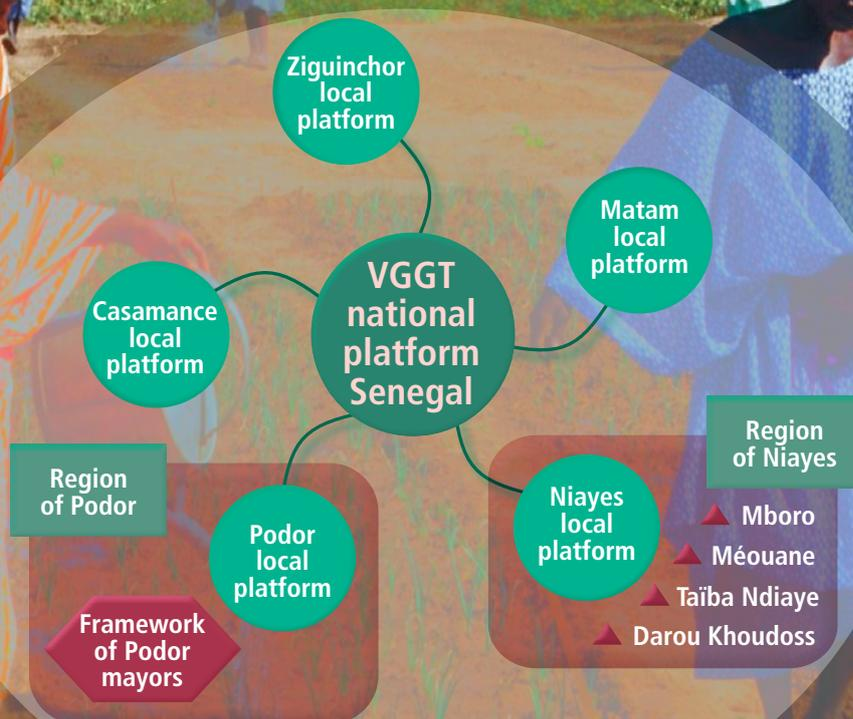 Ziguinchor
local
platform
Matam
local
platform
VGGT
national
platform
Senegal
Casamance
local
platform
Region
of Niayes
Region
of Podor
Niayes
local
platform
Mboro
Méouane
Taïba Ndiaye
Darou Khoudoss
Podor
local
platform
Framework
of Podor
mayors